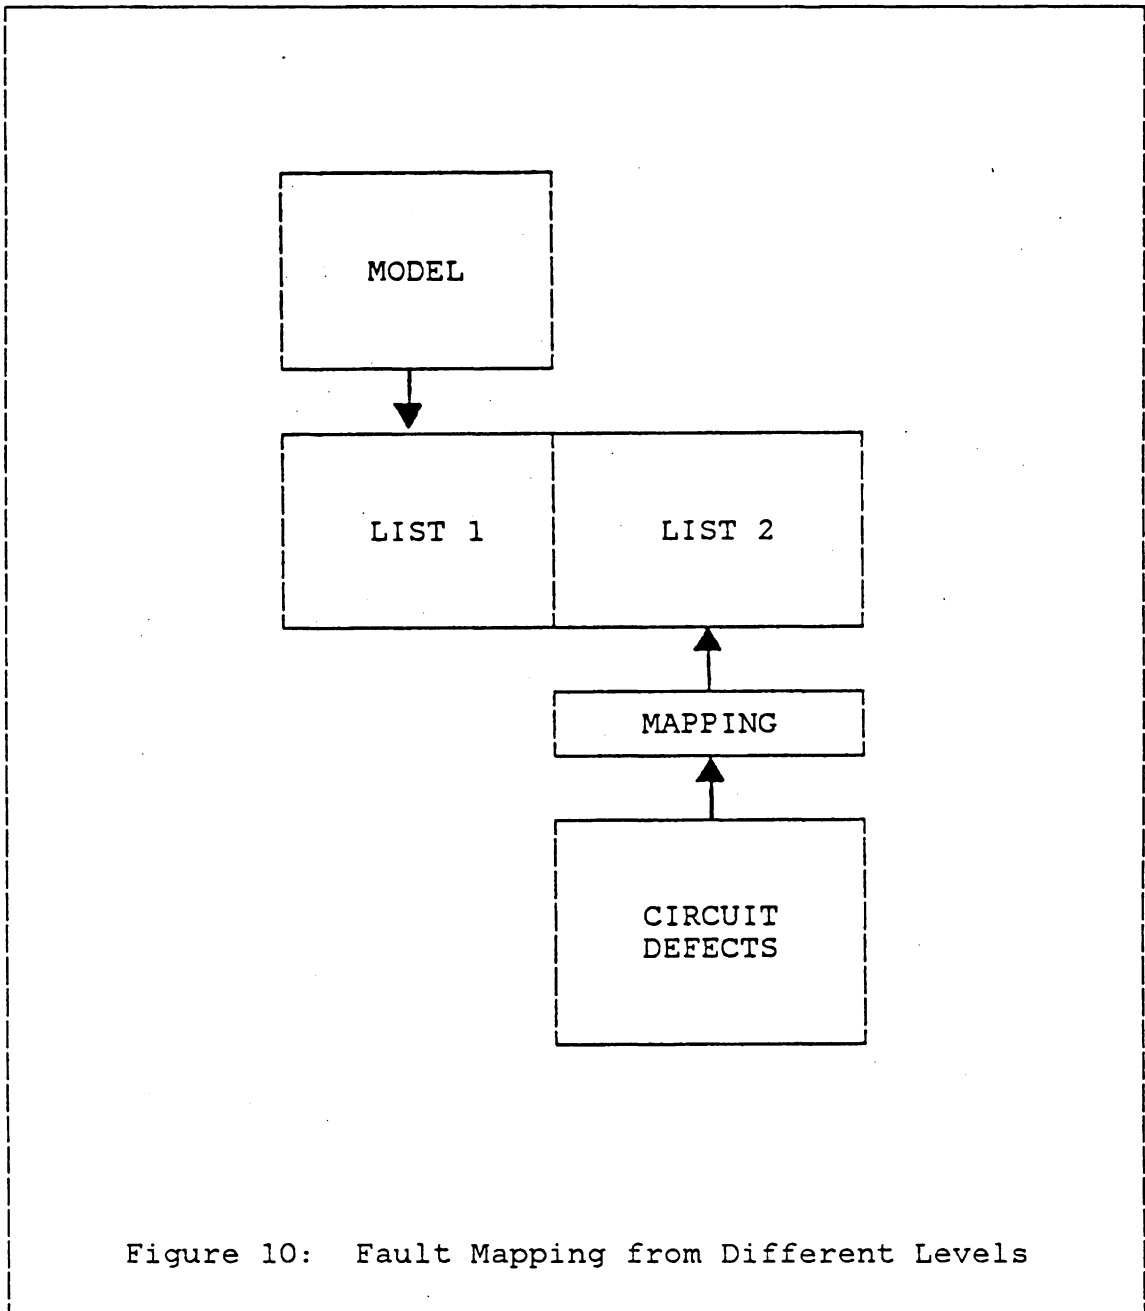 MODEL
LIST 1
LIST 2
MAPPING
CIRCUIT
DEFECTS
Figure 10: Fault Mapping from Different Levels